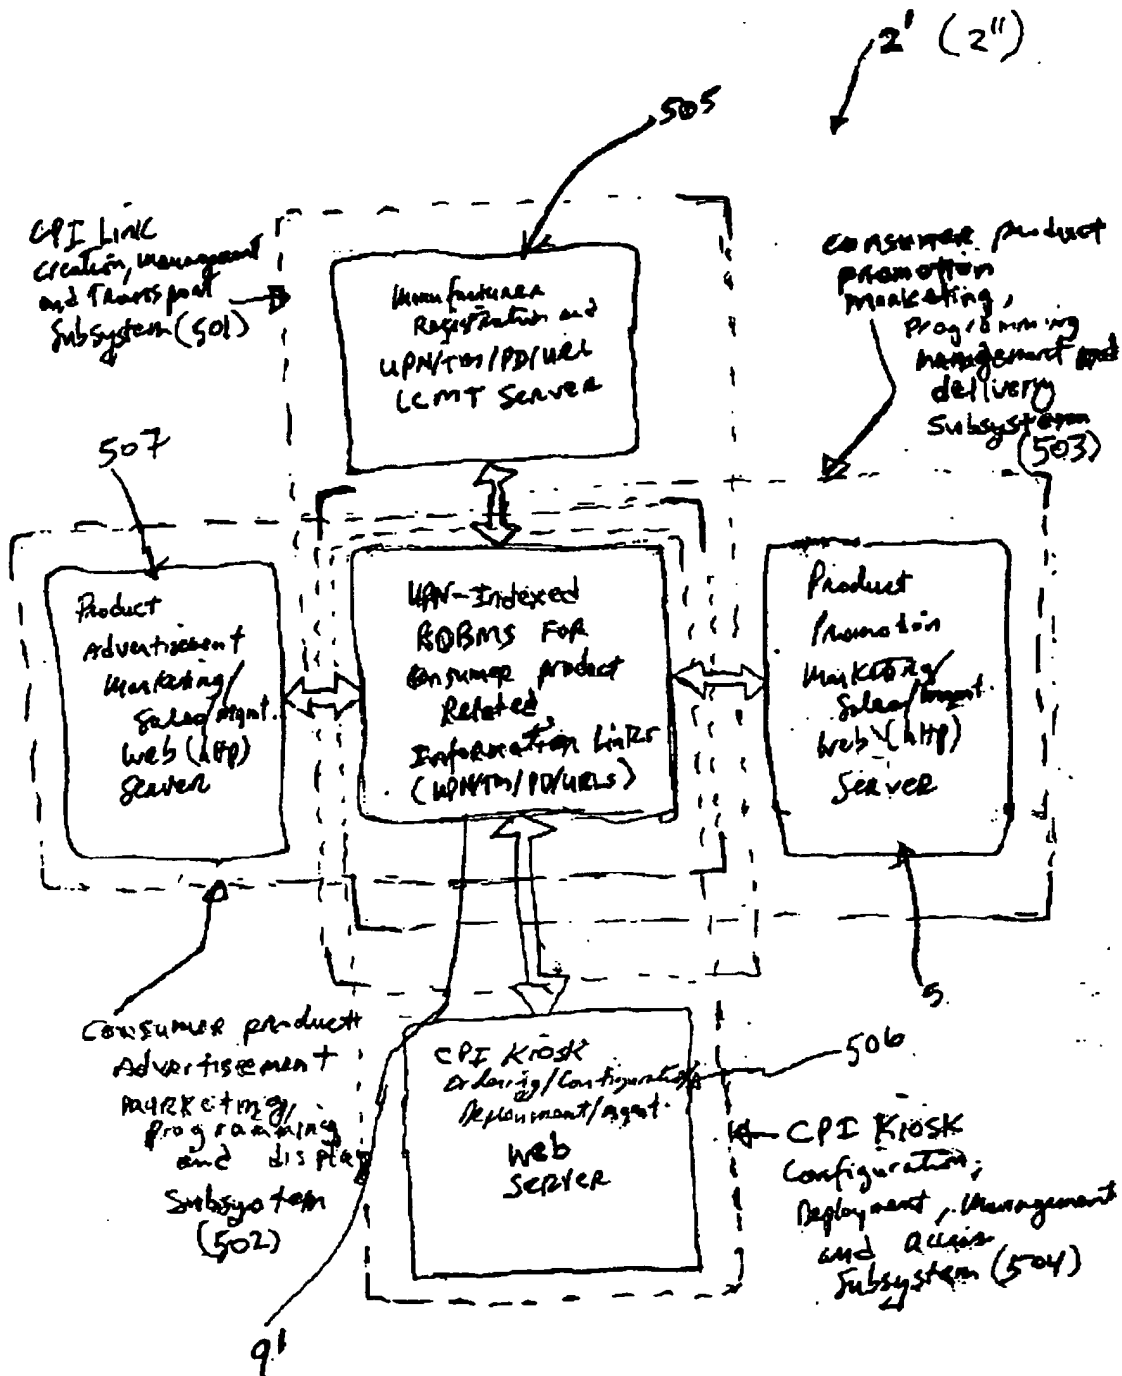 2' (2")
505
CPI Link
Creation, Management
and Transport
Subsystem (501)
Manufacturer
Registration and
UPN/TM/PD/URL
LCMT Server
Consumer product
promotion
marketing,
Programming
management and
delivery
Subsystem
(503)
507
Product
Advertisement
Marketing/
Sales/mgmt.
Web (http)
Server
UPN-Indexed
RDBMS FOR
Consumer product
Related
Information Links
(UPN/TM/PD/URLs)
Product
Promotion
Marketing/
Sales/mgmt.
Web (http)
Server
5
Consumer product
Advertisement
marketing,
programming
and display
Subsystem
(502)
CPI Kiosk
Ordering/Configuration/
Deployment/mgmt.
Web
Server
506
CPI Kiosk
Configuration,
Deployment, Management
and access
Subsystem (504)
9'